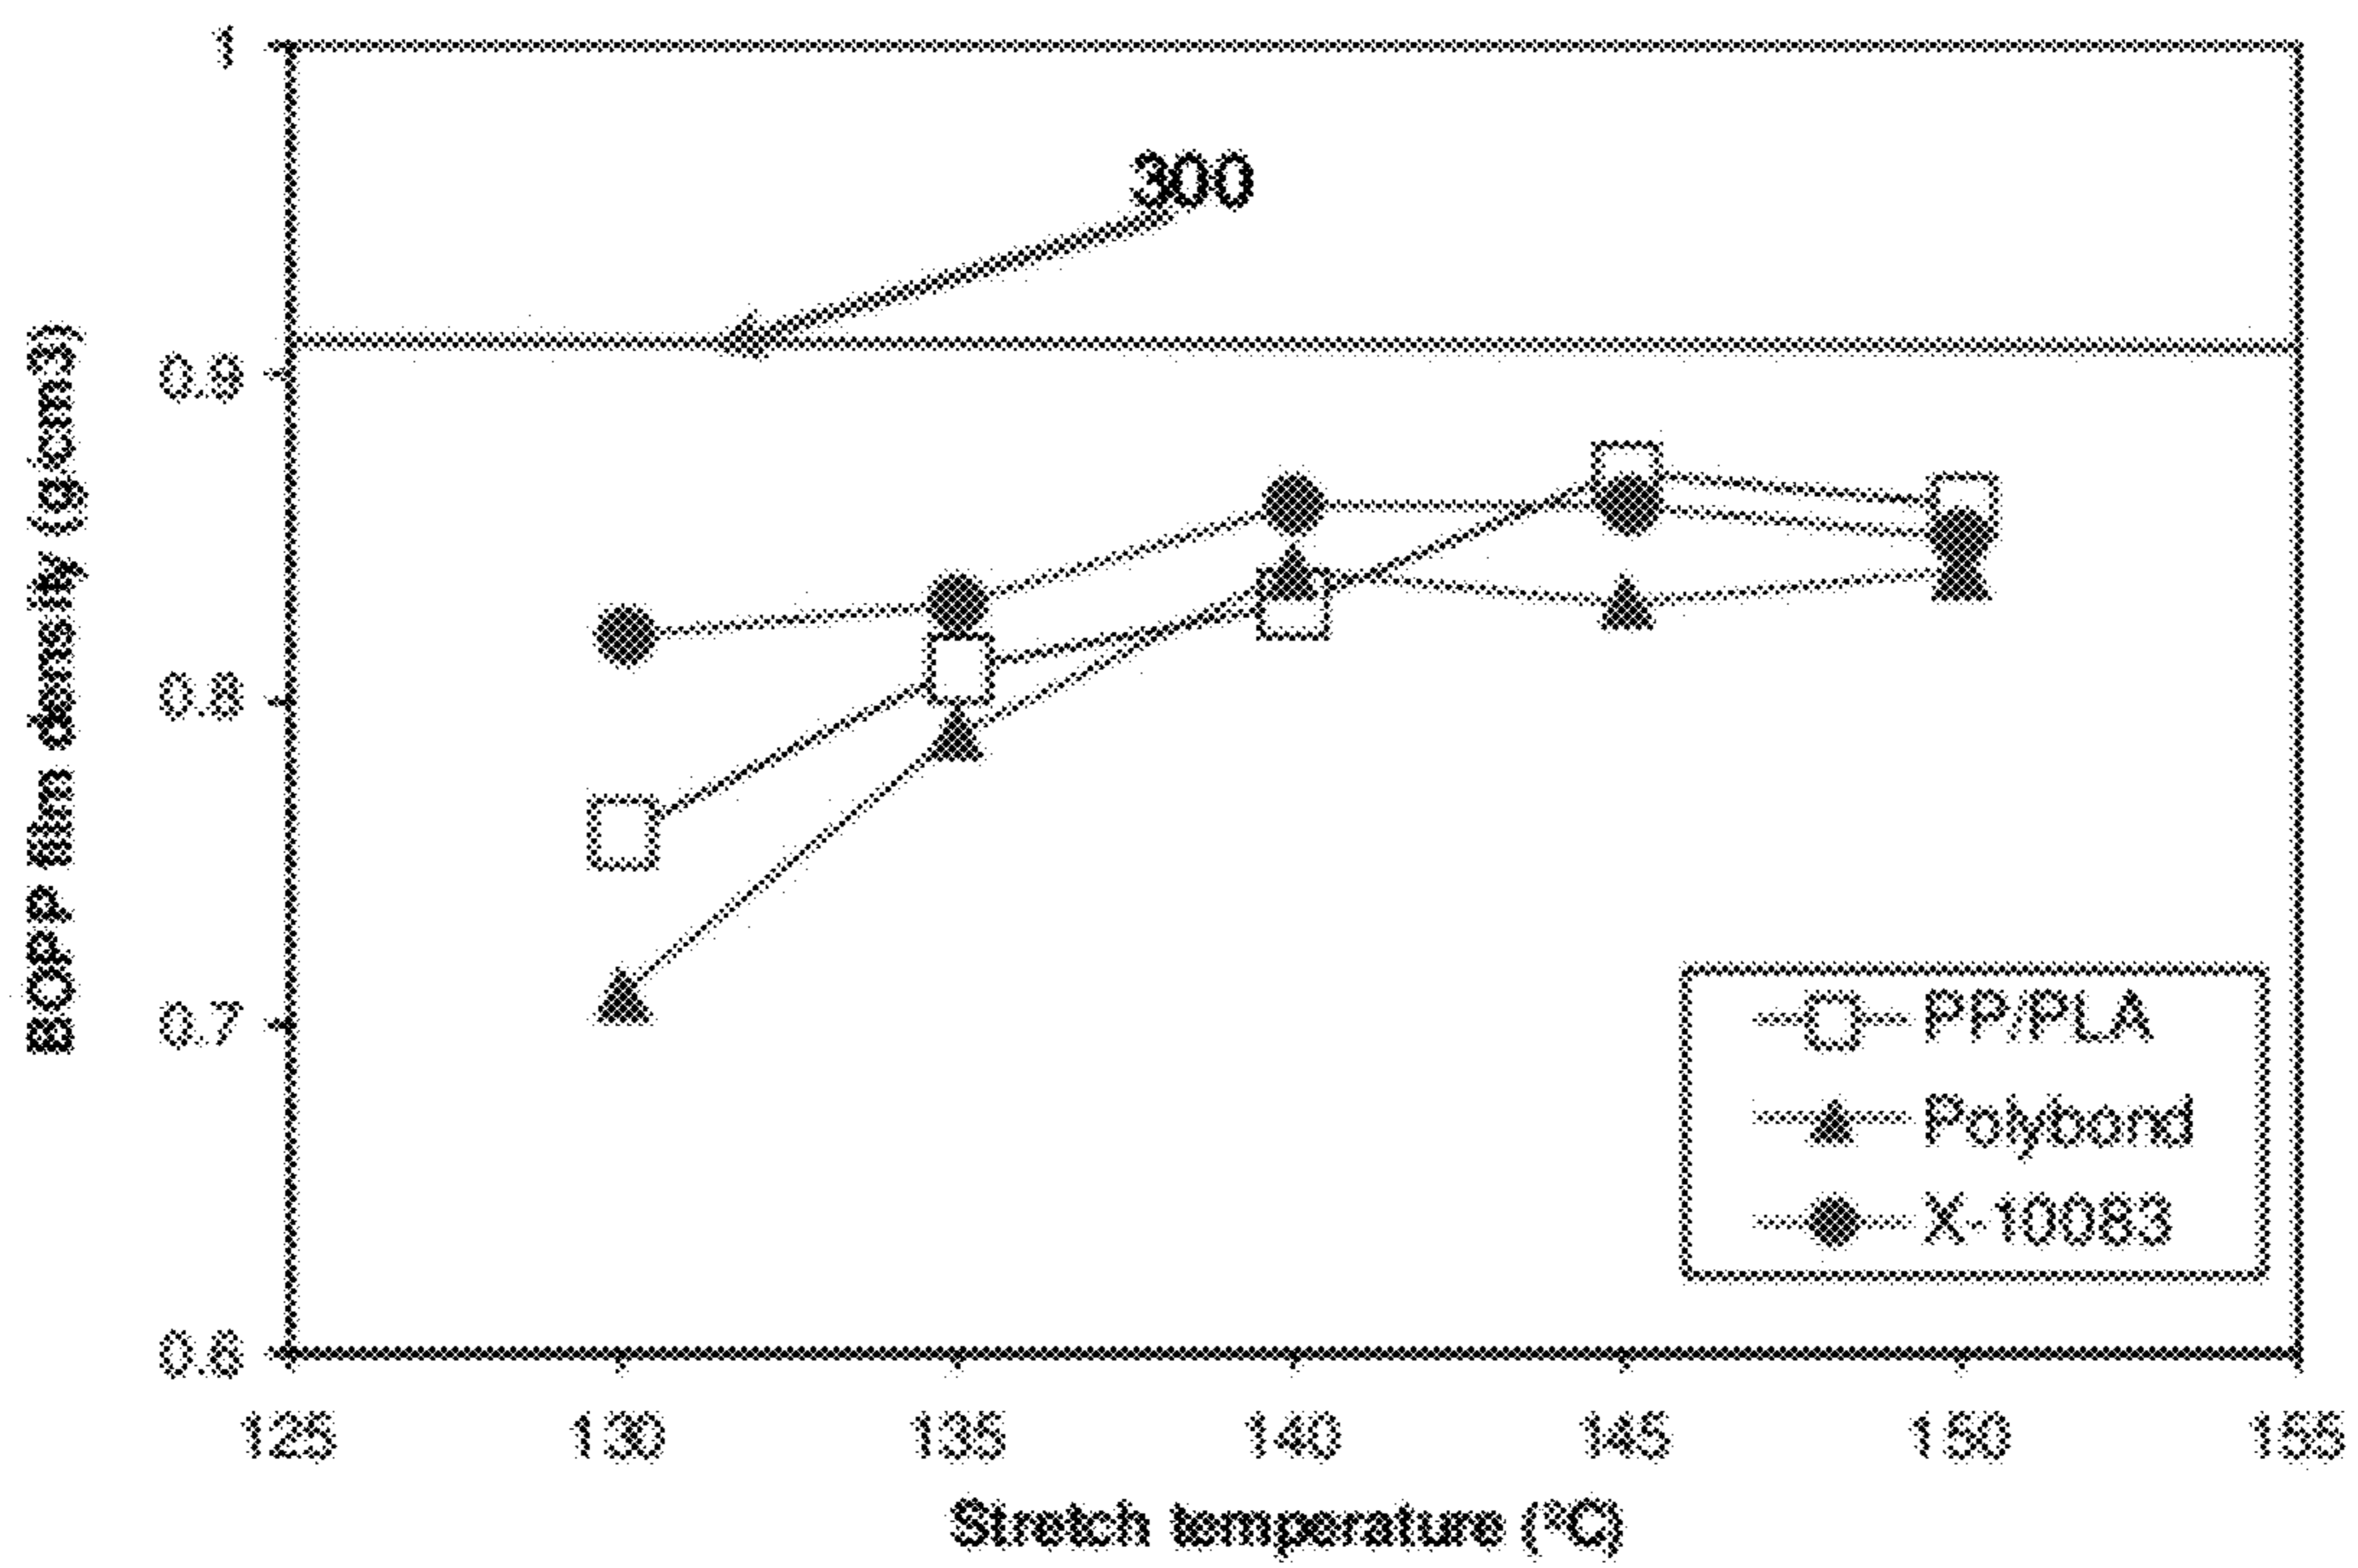 1
300
0.9
BOPP film density (g.cm3)
0.8
0.7
PP/PLA
Polybond
X-10083
0.6
125 130 135 140 145 150 155
Stretch temperature (°C)